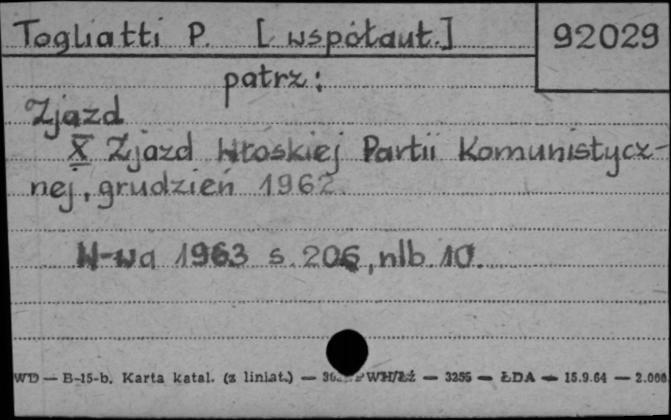 Togliatti P. [współaut.] 92029
patrz:
Zjazd
X Zjazd Włoskiej Partii Komunistycz-
nej, grudzień 1962.
W-wa 1963 s. 206, nlb. 10.
WD — B-15-b. Karta katal. (z liniat.) — PWH/Łź — 3255 — ŁDA — 15.9.64 — 2.000